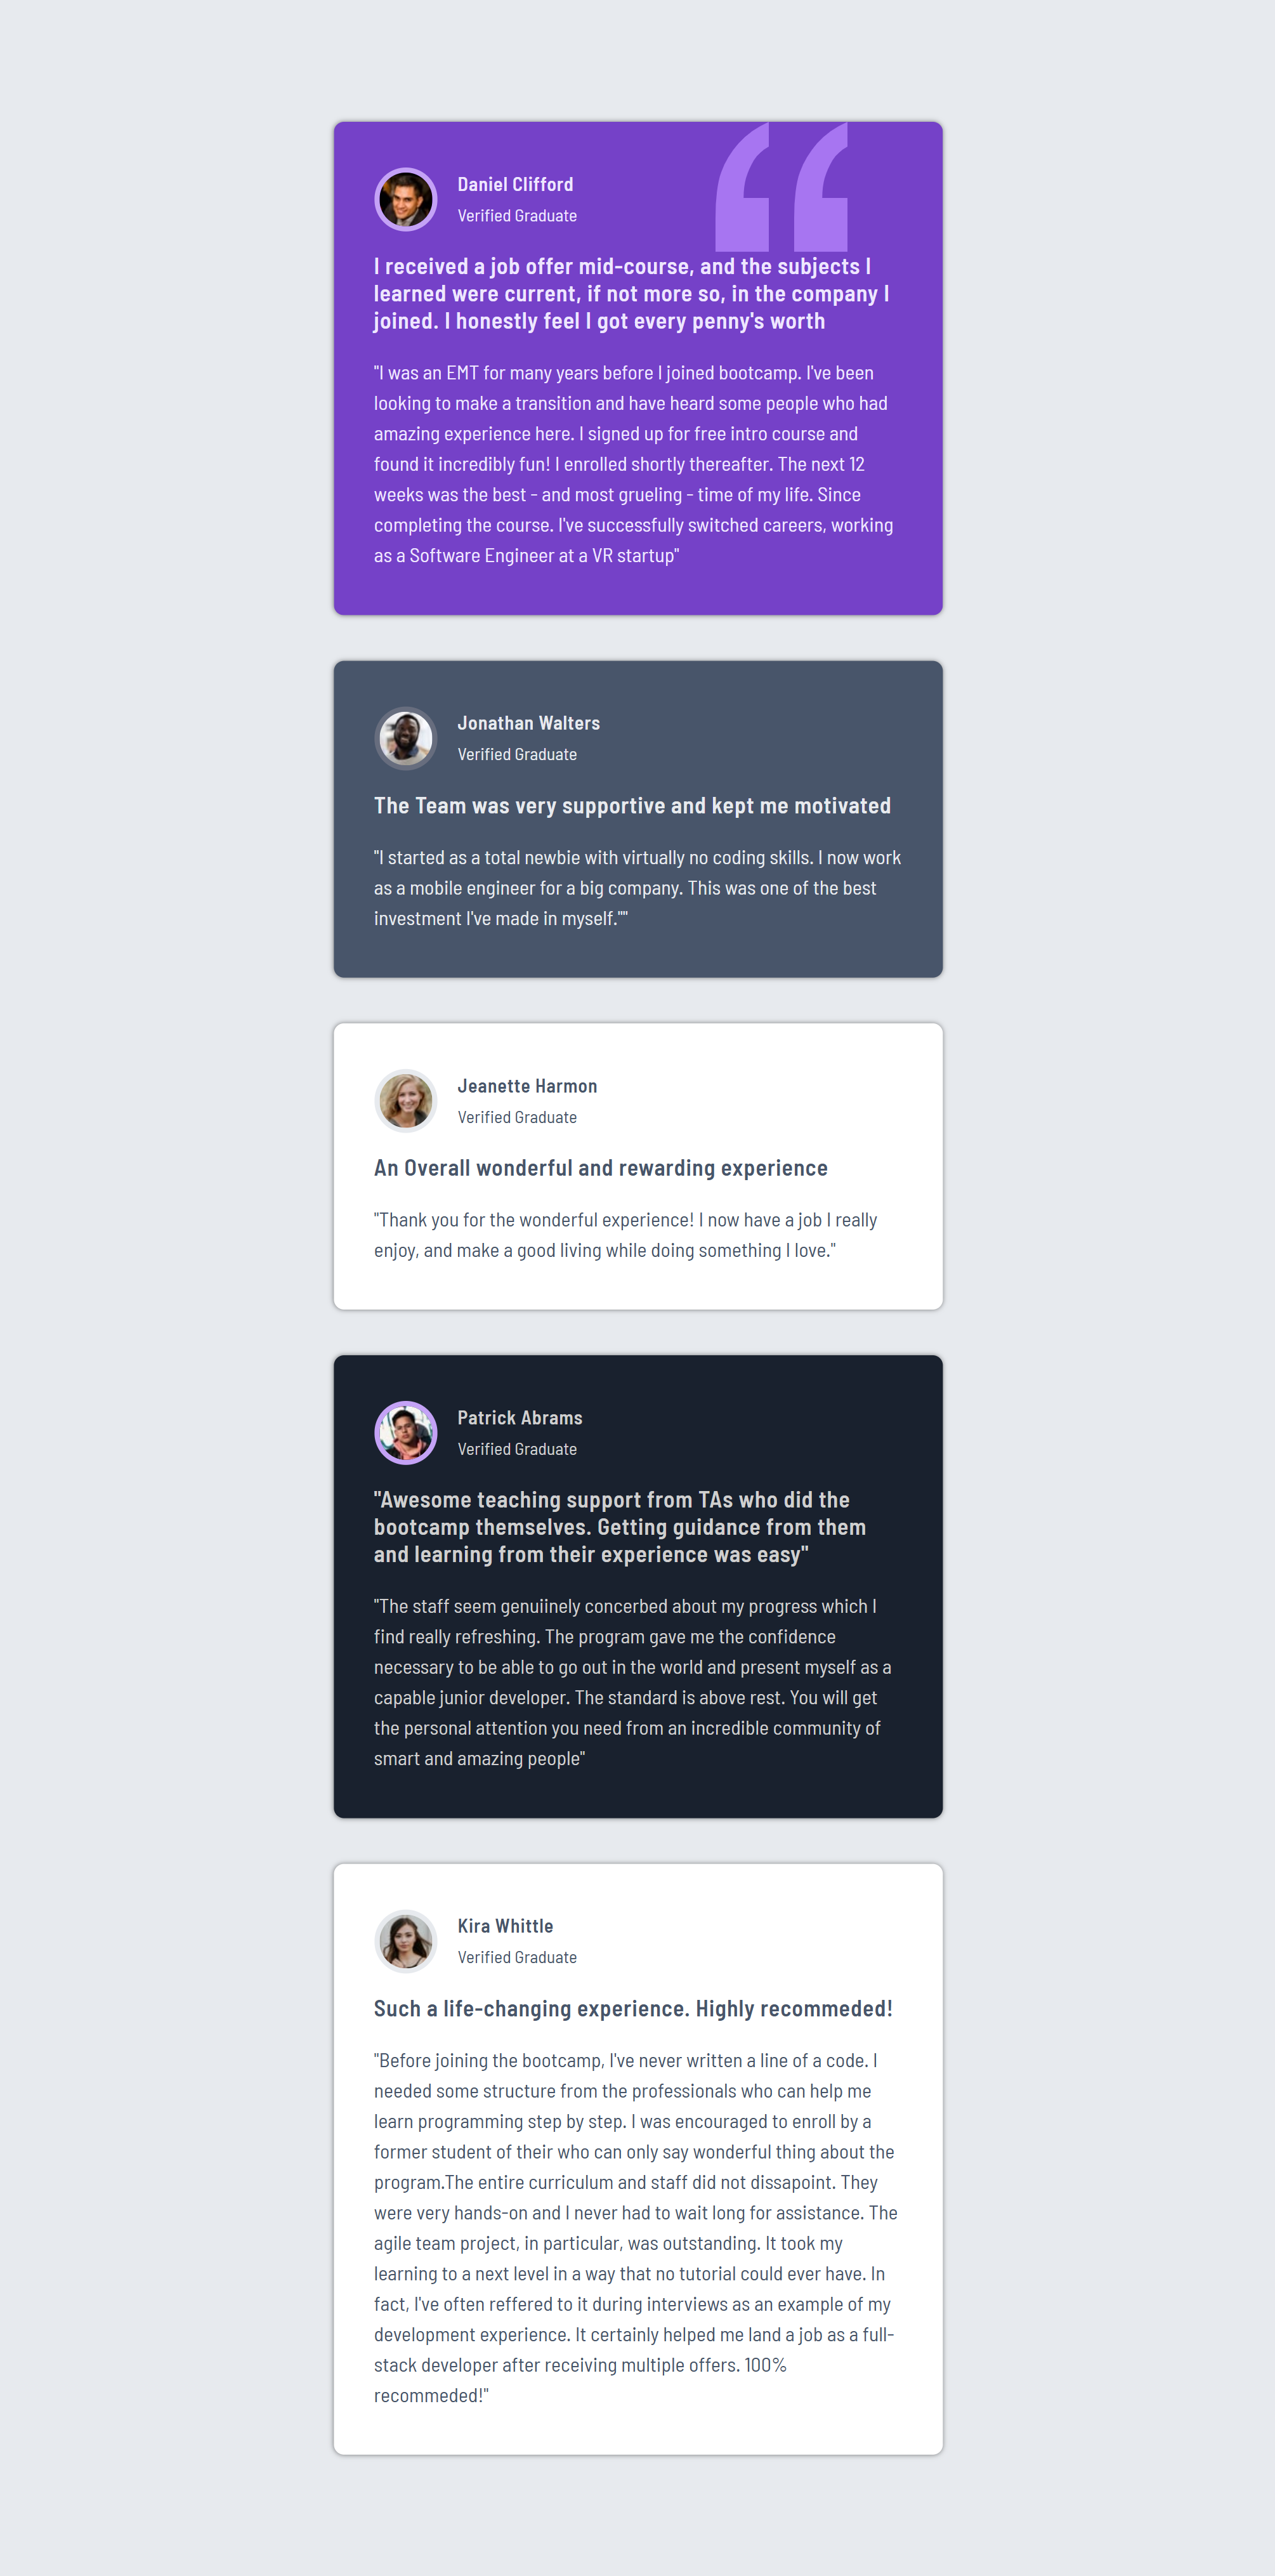 Daniel Clifford
Verified Graduate
I received a job offer mid-course, and the subjects I
learned were current, if not more so, in the company I
joined. I honestly feel I got every penny's worth
"I was an EMT for many years before I joined bootcamp. I've been
looking to make a transition and have heard some people who had
amazing experience here. I signed up for free intro course and
found it incredibly fun! I enrolled shortly thereafter. The next 12
weeks was the best - and most grueling - time of my life. Since
completing the course. I've successfully switched careers, working
as a Software Engineer at a VR startup"
Jonathan Walters
Verified Graduate
The Team was very supportive and kept me motivated
"I started as a total newbie with virtually no coding skills. I now work
as a mobile engineer for a big company. This was one of the best
investment I've made in myself.""
Jeanette Harmon
Verified Graduate
An Overall wonderful and rewarding experience
"Thank you for the wonderful experience! I now have a job I really
enjoy, and make a good living while doing something I love."
Patrick Abrams
Verified Graduate
"Awesome teaching support from TAs who did the
bootcamp themselves. Getting guidance from them
and learning from their experience was easy"
"The staff seem genuiinely concerbed about my progress which I
find really refreshing. The program gave me the confidence
necessary to be able to go out in the world and present myself as a
capable junior developer. The standard is above rest. You will get
the personal attention you need from an incredible community of
smart and amazing people"
Kira Whittle
Verified Graduate
Such a life-changing experience. Highly recommeded!
"Before joining the bootcamp, I've never written a line of a code. I
needed some structure from the professionals who can help me
learn programming step by step. I was encouraged to enroll by a
former student of their who can only say wonderful thing about the
program.The entire curriculum and staff did not dissapoint. They
were very hands-on and I never had to wait long for assistance. The
agile team project, in particular, was outstanding. It took my
learning to a next level in a way that no tutorial could ever have. In
fact, I've often reffered to it during interviews as an example of my
development experience. It certainly helped me land a job as a full-
stack developer after receiving multiple offers. 100%
recommeded!"